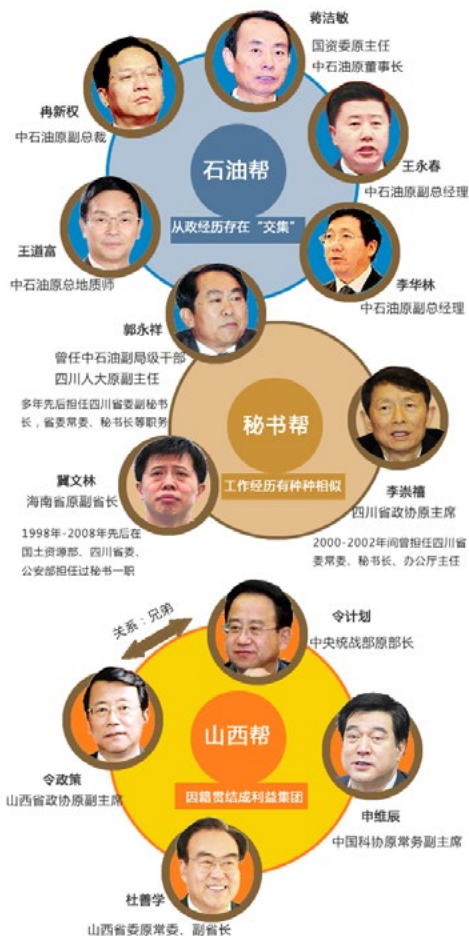 蒋洁敏
国资委原主任
中石油原董事长
冉新权
中石油原副总裁
石油帮
从政经历存在“交集”
王永春
中石油原副总经理
王道富
中石油原总地质师
李华林
中石油原副总经理
郭永祥
曾任中石油副局级干部
四川人大原副主任
多年先后担任四川省委副秘书
长，省委常委、秘书长等职务
秘书帮
工作经历有种种相似
冀文林
海南省原副省长
1998年-2008年先后在
国土资源部、四川省委、
公安部担任过秘书一职
李崇禧
四川省政协原主席
2000-2002年间曾担任四川省
委常委、秘书长、办公厅主任
关系：兄弟
令计划
中央统战部原部长
山西帮
因籍贯结成利益集团
令政策
山西省政协原副主席
申维辰
中国科协原常务副主席
杜善学
山西省委原常委、副省长